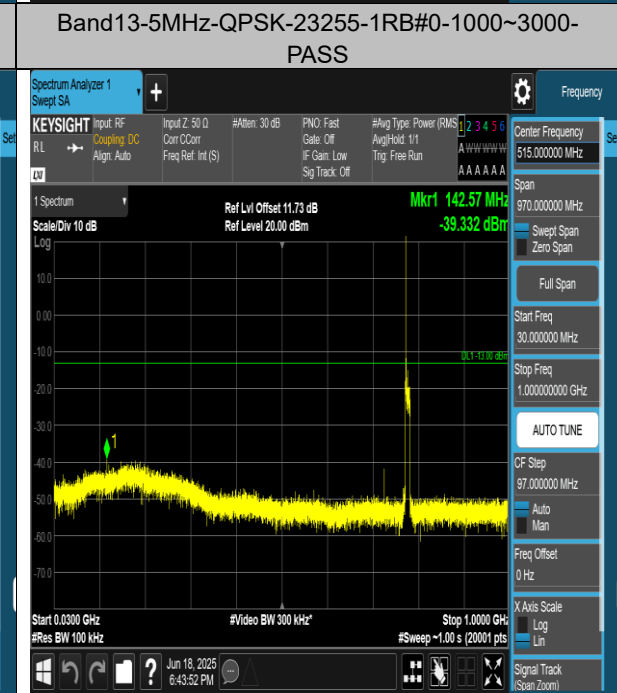 Band13-5MHz-QPSK-23255-1RB#0-1000~3000-
PASS
Spectrum Analyzer 1
Swept SA
Frequency
KEYSIGHT
RL
LXI
Input: RF
Coupling: DC
Align: Auto
Input Z: 50 Ω
Corr CCorr
Freq Ref: Int (S)
#Atten: 30 dB
PNO: Fast
Gate: Off
IF Gain: Low
Sig Track: Off
#Avg Type: Power (RMS
Avg|Hold: 1/1
Trig: Free Run
1 2 3 4 5 6
A W W W W W
A A A A A A
Set
Se
1 Spectrum
Scale/Div 10 dB
Log
Ref Lvl Offset 11.73 dB
Ref Level 20.00 dBm
Mkr1 142.57 MHz
-39.332 dBm
10.0
0.00
-10.0
-20.0
-30.0
-40.0
-50.0
-60.0
-70.0
DL1 -13.00 dBm
1
Start 0.0300 GHz
#Res BW 100 kHz
#Video BW 300 kHz*
Stop 1.0000 GHz
#Sweep ~1.00 s (20001 pts
Center Frequency
515.000000 MHz
Span
970.000000 MHz
Swept Span
Zero Span
Full Span
Start Freq
30.000000 MHz
Stop Freq
1.000000000 GHz
AUTO TUNE
CF Step
97.000000 MHz
Auto
Man
Freq Offset
0 Hz
X Axis Scale
Log
Lin
Signal Track
(Span Zoom)
?
Jun 18, 2025
6:43:52 PM